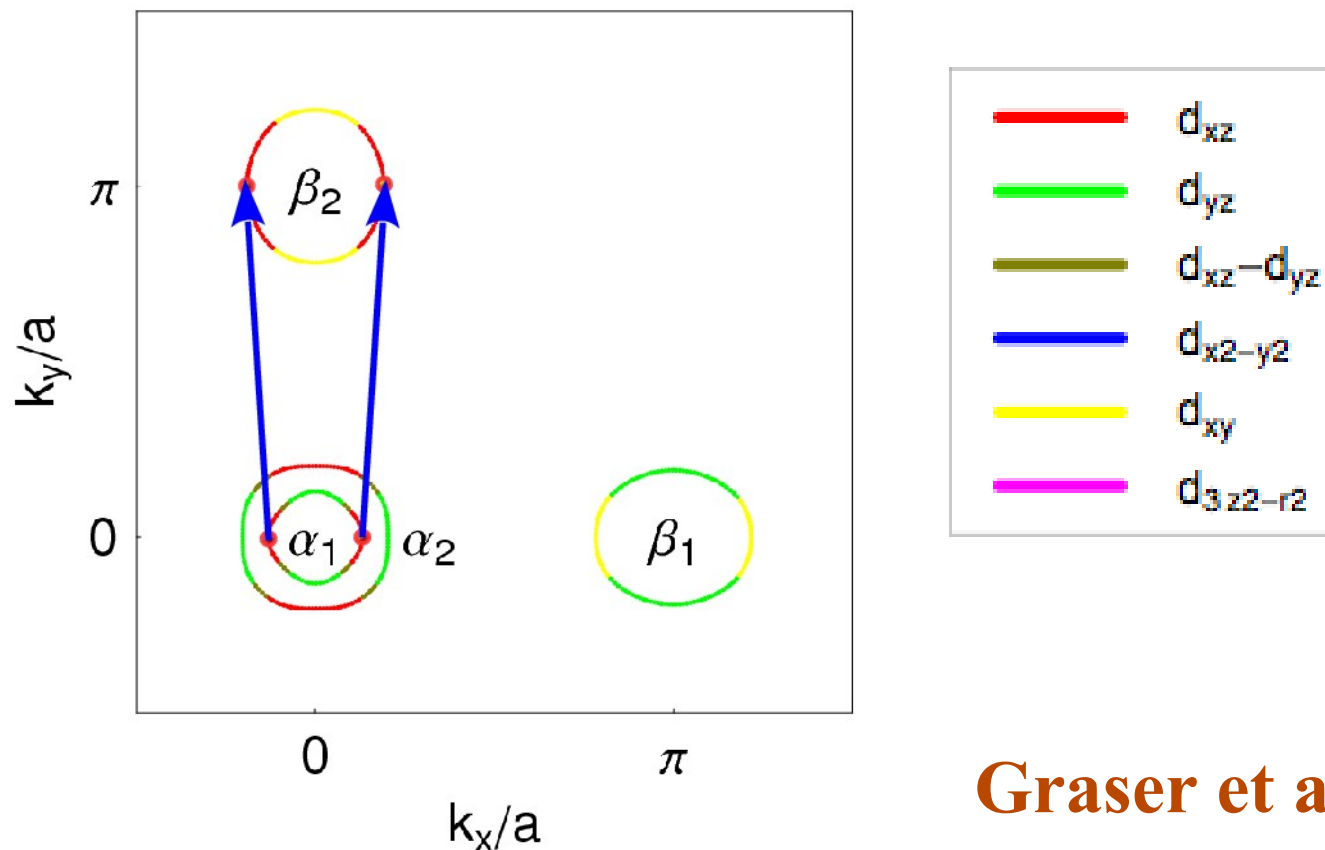 π
β₂
k_y/a
0
α₁
α₂
β₁
0
π
k_x/a
d_xz
d_yz
d_xz−d_yz
d_x2−y2
d_xy
d_3z2−r2
Graser et a